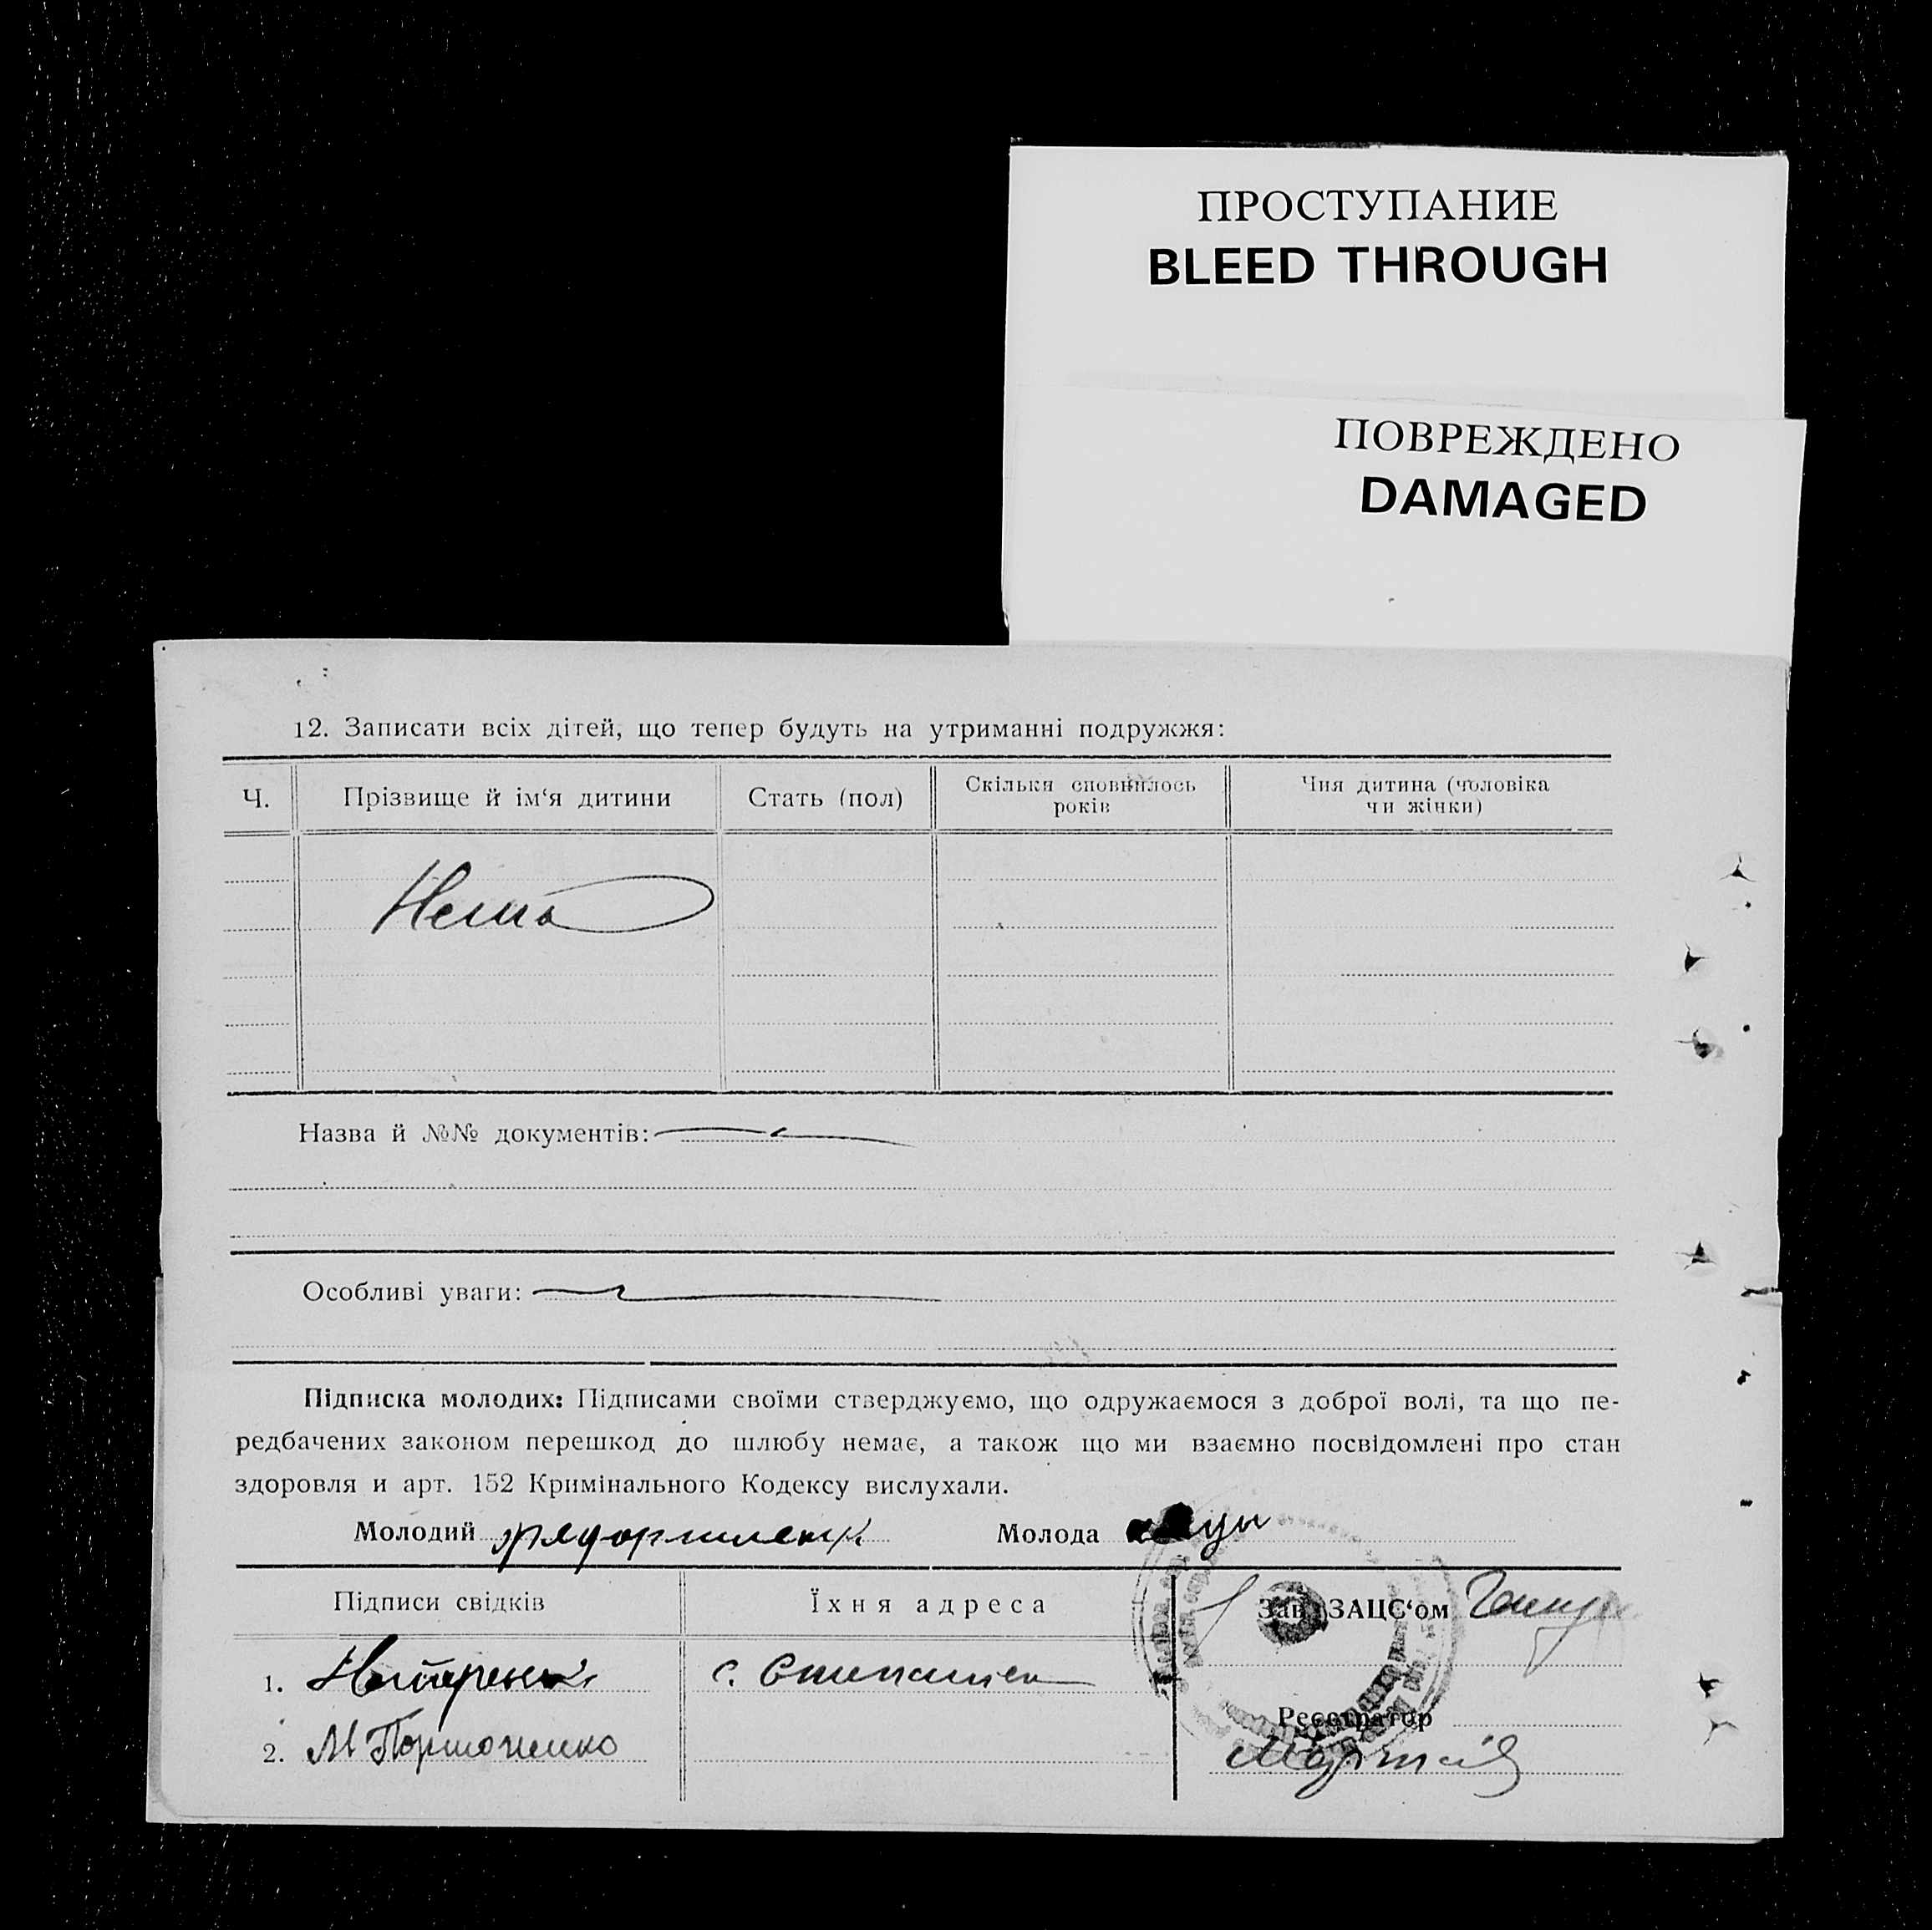 ПРОСТУПАНИЕ
BLEED THROUGH
ПОВРЕЖДЕНО
DAMAGED
12. Записати всіх дітей, що тепер будуть на утриманні подружжя:
Ч.
Прізвище й ім‘я дитини
Стать (пол)
Скільки сповнилось
років
Чия дитина (чоловіка
чи жінки)
Нема
Назва й №№ документів:
Особливі уваги:
Підписка молодих: Підписами своїми стверджуємо, що одружаємося з доброї волі, та що пе-
редбачених законом перешкод до шлюбу немає, а також що ми взаємно посвідомлені про стан
здоровля и арт. 152 Кримінального Кодексу вислухали.
Молодий
Молода
Підписи свідків
Їхня адреса
Зав. ЗАЦС‘ом
1.
с.
Реєстратор
2. М